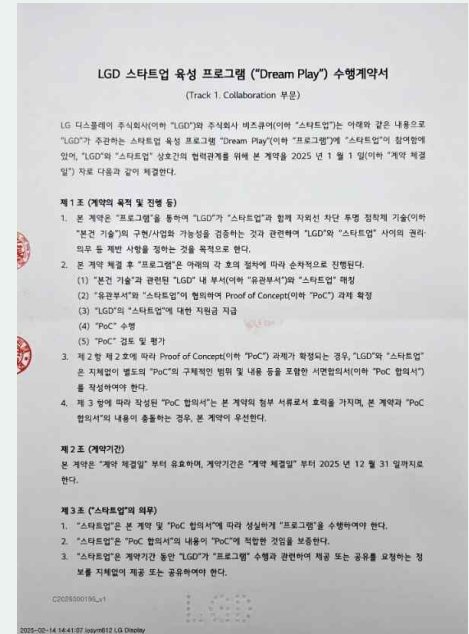 LGD 스타트업 육성 프로그램 ("Dream Play") 수행계약서
(Track 1. Collaboration 부문)
LG 디스플레이 주식회사(이하 "LGD")와 주식회사 비즈큐어(이하 "스타트업")는 아래와 같은 내용으로
"LGD"가 주관하는 스타트업 육성 프로그램 "Dream Play"(이하 "프로그램")에 "스타트업"이 참여함에
있어, "LGD"와 "스타트업" 상호간의 협력관계를 위해 본 계약을 2025 년 1 월 1 일(이하 "계약 체결
일") 자로 다음과 같이 체결한다.
제 1 조 (계약의 목적 및 진행 등)
1. 본 계약은 "프로그램"을 통하여 "LGD"가 "스타트업"과 함께 자외선 차단 투명 점착제 기술(이하
"본건 기술")의 구현/사업화 가능성을 검증하는 것과 관련하여 "LGD"와 "스타트업" 사이의 권리·
의무 등 제반 사항을 정하는 것을 목적으로 한다.
2. 본 계약 체결 후 "프로그램"은 아래의 각 호의 절차에 따라 순차적으로 진행된다.
(1) "본건 기술"과 관련된 "LGD" 내 부서(이하 "유관부서")와 "스타트업" 매칭
(2) "유관부서"와 "스타트업"이 협의하여 Proof of Concept(이하 "PoC") 과제 확정
(3) "LGD"의 "스타트업"에 대한 지원금 지급
(4) "PoC" 수행
(5) "PoC" 검토 및 평가
3. 제 2 항 제 2 호에 따라 Proof of Concept(이하 "PoC") 과제가 확정되는 경우, "LGD"와 "스타트업"
은 지체없이 별도의 "PoC"의 구체적인 범위 및 내용 등을 포함한 서면합의서(이하 "PoC 합의서")
를 작성하여야 한다.
4. 제 3 항에 따라 작성된 "PoC 합의서"는 본 계약의 첨부 서류로서 효력을 가지며, 본 계약과 "PoC
합의서"의 내용이 충돌하는 경우, 본 계약이 우선한다.
제 2 조 (계약기간)
본 계약은 "계약 체결일" 부터 유효하며, 계약기간은 "계약 체결일" 부터 2025 년 12 월 31 일까지로
한다.
제 3 조 ("스타트업"의 의무)
1. "스타트업"은 본 계약 및 "PoC 합의서"에 따라 성실하게 "프로그램"을 수행하여야 한다.
2. "스타트업"은 "PoC 합의서"의 내용이 "PoC"에 적합한 것임을 보증한다.
3. "스타트업"은 계약기간 동안 "LGD"가 "프로그램" 수행과 관련하여 제공 또는 공유를 요청하는 정
보를 지체없이 제공 또는 공유하여야 한다.
C2025000195_v1
LGD
2025-02-14 14:41:07 josym612 LG Display